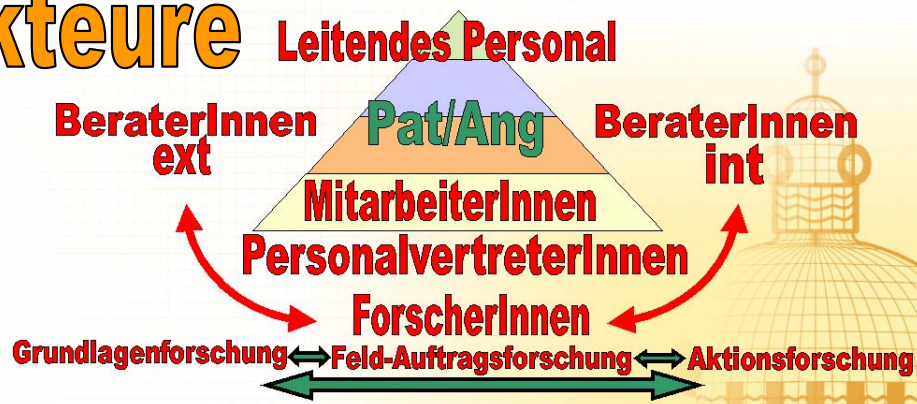 kteure
Leitendes Personal
BeraterInnen
ext
Pat/Ang
BeraterInnen
int
MitarbeiterInnen
PersonalvertreterInnen
ForscherInnen
Grundlagenforschung Feld-Auftragsforschung Aktionsforschung